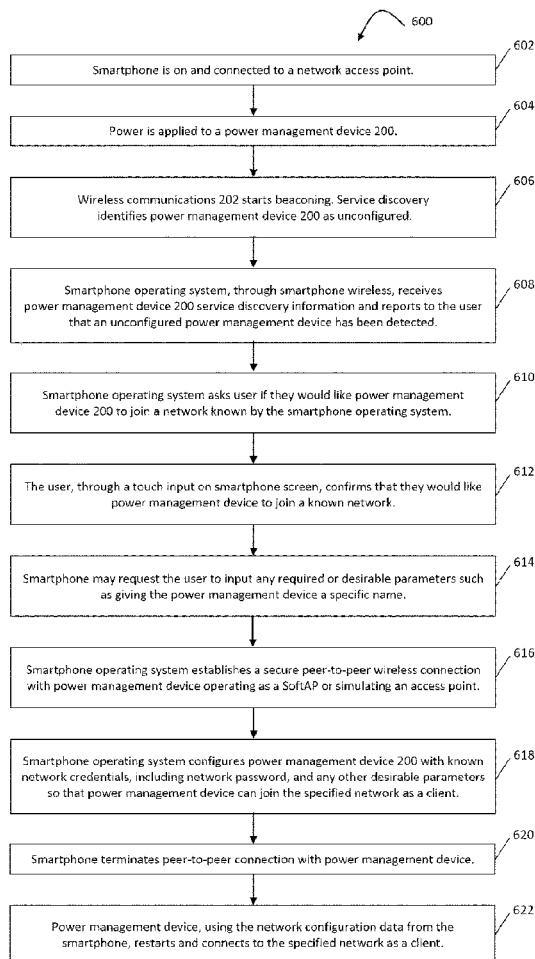 600
602
Smartphone is on and connected to a network access point.
604
Power is applied to a power management device 200.
606
Wireless communications 202 starts beaconing. Service discovery
identifies power management device 200 as unconfigured.
608
Smartphone operating system, through smartphone wireless, receives
power management device 200 service discovery information and reports to the user
that an unconfigured power management device has been detected.
610
Smartphone operating system asks user if they would like power management
device 200 to join a network known by the smartphone operating system.
612
The user, through a touch input on smartphone screen, confirms that they would like
power management device to join a known network.
614
Smartphone may request the user to input any required or desirable parameters such
as giving the power management device a specific name.
616
Smartphone operating system establishes a secure peer-to-peer wireless connection
with power management device operating as a SoftAP or simulating an access point.
618
Smartphone operating system configures power management device 200 with known
network credentials, including network password, and any other desirable parameters
so that power management device can join the specified network as a client.
620
Smartphone terminates peer-to-peer connection with power management device.
622
Power management device, using the network configuration data from the
smartphone, restarts and connects to the specified network as a client.